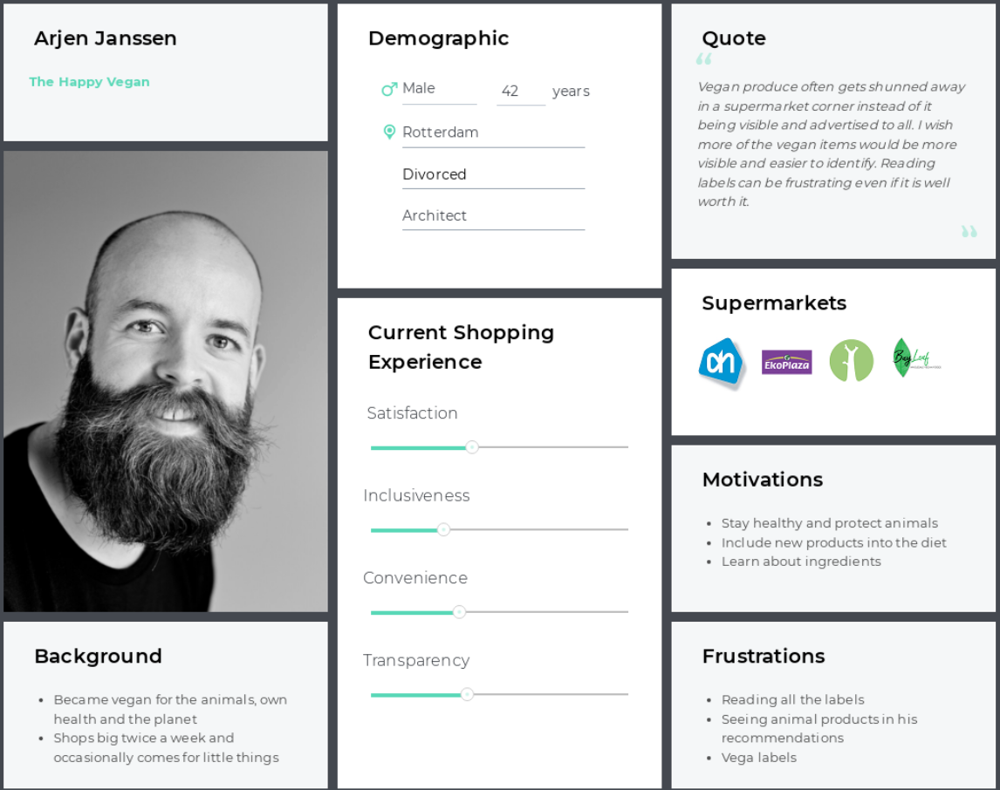 Arjen Janssen
The Happy Vegan
Background
Became vegan for the animals, own
health and the planet
Shops big twice a week and
occasionally comes for little things
Demographic
Male 42 years
Rotterdam
Divorced
Architect
Current Shopping
Experience
Satisfaction
Inclusiveness
Convenience
Transparency
Quote
“
Vegan produce often gets shunned away
in a supermarket corner instead of it
being visible and advertised to all. I wish
more of the vegan items would be more
visible and easier to identify. Reading
labels can be frustrating even if it is well
worth it.
”
Supermarkets
ah EkoPlaza Bay Leaf
Motivations
Stay healthy and protect animals
Include new products into the diet
Learn about ingredients
Frustrations
Reading all the labels
Seeing animal products in his
recommendations
Vega labels